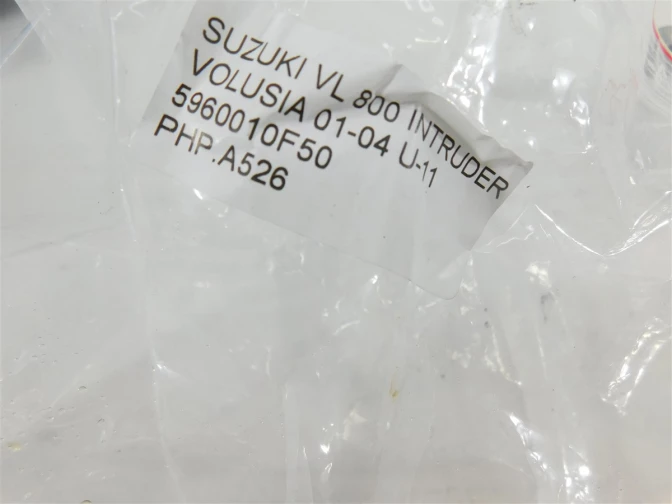 SUZUKI VL 800 INTRUDER
VOLUSIA 01-04 U-11
5960010F50
PHP.A526